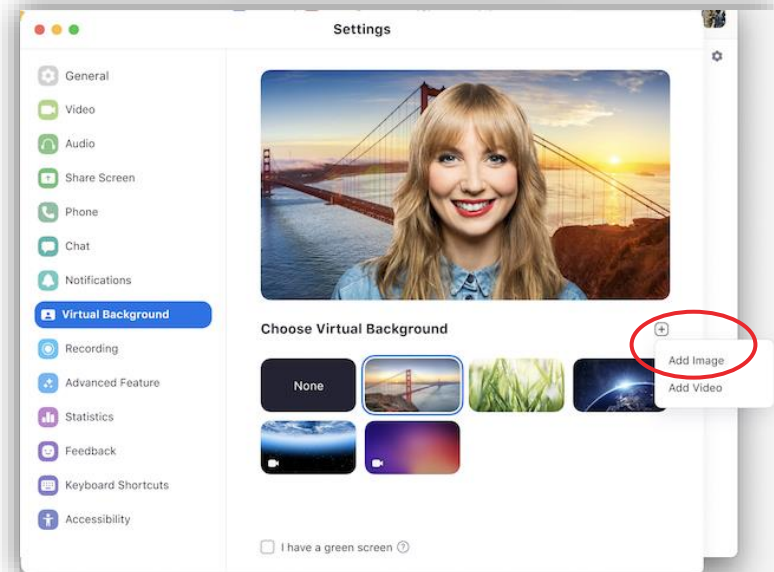 Settings
General
Video
Audio
Share Screen
Phone
Chat
Notifications
Virtual Background
Recording
Advanced Feature
Statistics
Feedback
Keyboard Shortcuts
Accessibility
Choose Virtual Background
Add Image
Add Video
None
I have a green screen ?